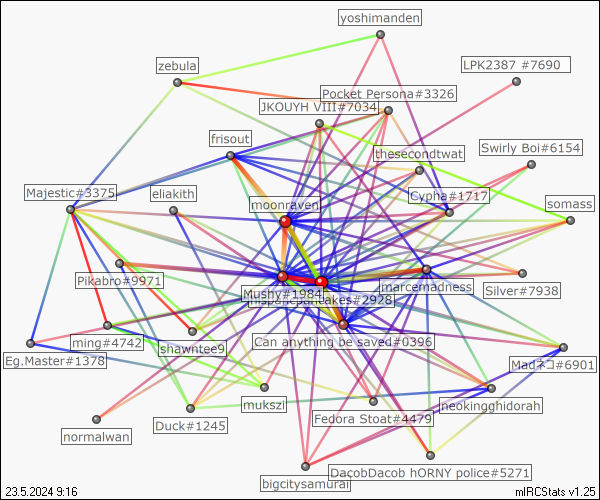 yoshimanden
zebula
LPK2387 #7690
Pocket Persona#3326
JKOUYH VIII#7034
frisout
thesecondtwat
Swirly Boi#6154
Majestic#3375
eliakith
Cypha#1717
moonraven
somass
Pikabro#9971
jmarcemadness
Silver#7938
Mushy#1984
mspancpancakes#2928
ming#4742
shawntee9
Can anything be saved#0396
Eg.Master#1378
Madネコ#6901
mukszi
neokingghidorah
Duck#1245
Fedora Stoat#4479
normalwan
DacobDacob hORNY police#5271
bigcitysamurai
23.5.2024 9:16
mIRCStats v1.25